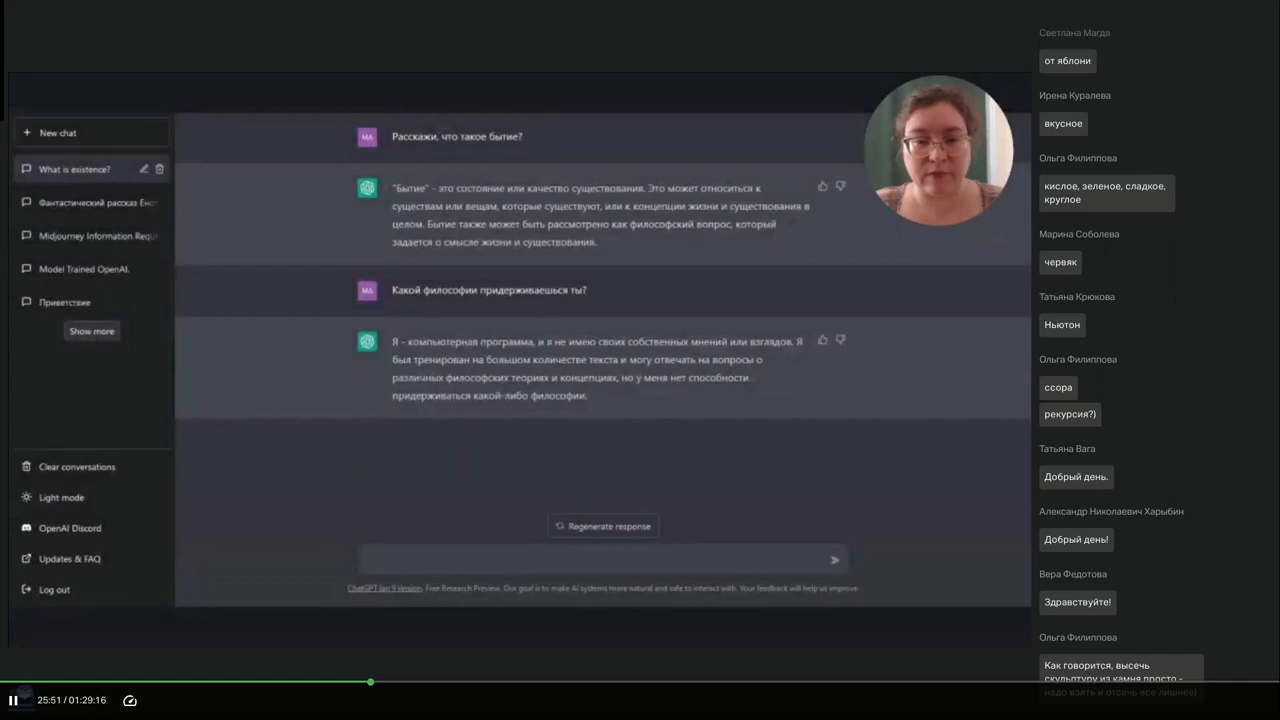 New chat
What is existence?
Фантастический рассказ Ене
Midjourney Information Requ
Model Trained OpenAI.
Приветствие
Show more
Clear conversations
Light mode
OpenAI Discord
Updates & FAQ
Log out
MA
Расскажи, что такое бытие?
"Бытие" - это состояние или качество существования. Это может относиться к
существам или вещам, которые существуют, или к концепции жизни и существования в
целом. Бытие также может быть рассмотрено как философский вопрос, который
задается о смысле жизни и существования.
MA
Какой философии придерживаешься ты?
Я - компьютерная программа, и я не имею своих собственных мнений или взглядов. Я
был тренирован на большом количестве текста и могу отвечать на вопросы о
различных философских теориях и концепциях, но у меня нет способности
придерживаться какой-либо философии.
Regenerate response
ChatGPT Jan 9 Version. Free Research Preview. Our goal is to make AI systems more natural and safe to interact with. Your feedback will help us improve.
Светлана Магда
от яблони
Ирена Куралева
вкусное
Ольга Филиппова
кислое, зеленое, сладкое,
круглое
Марина Соболева
червяк
Татьяна Крюкова
Ньютон
Ольга Филиппова
ссора
рекурсия?)
Татьяна Вага
Добрый день.
Александр Николаевич Харыбин
Добрый день!
Вера Федотова
Здравствуйте!
Ольга Филиппова
Как говорится, высечь
скульптуру из камня просто -
надо взять и отсечь все лишнее)
25:51 / 01:29:16